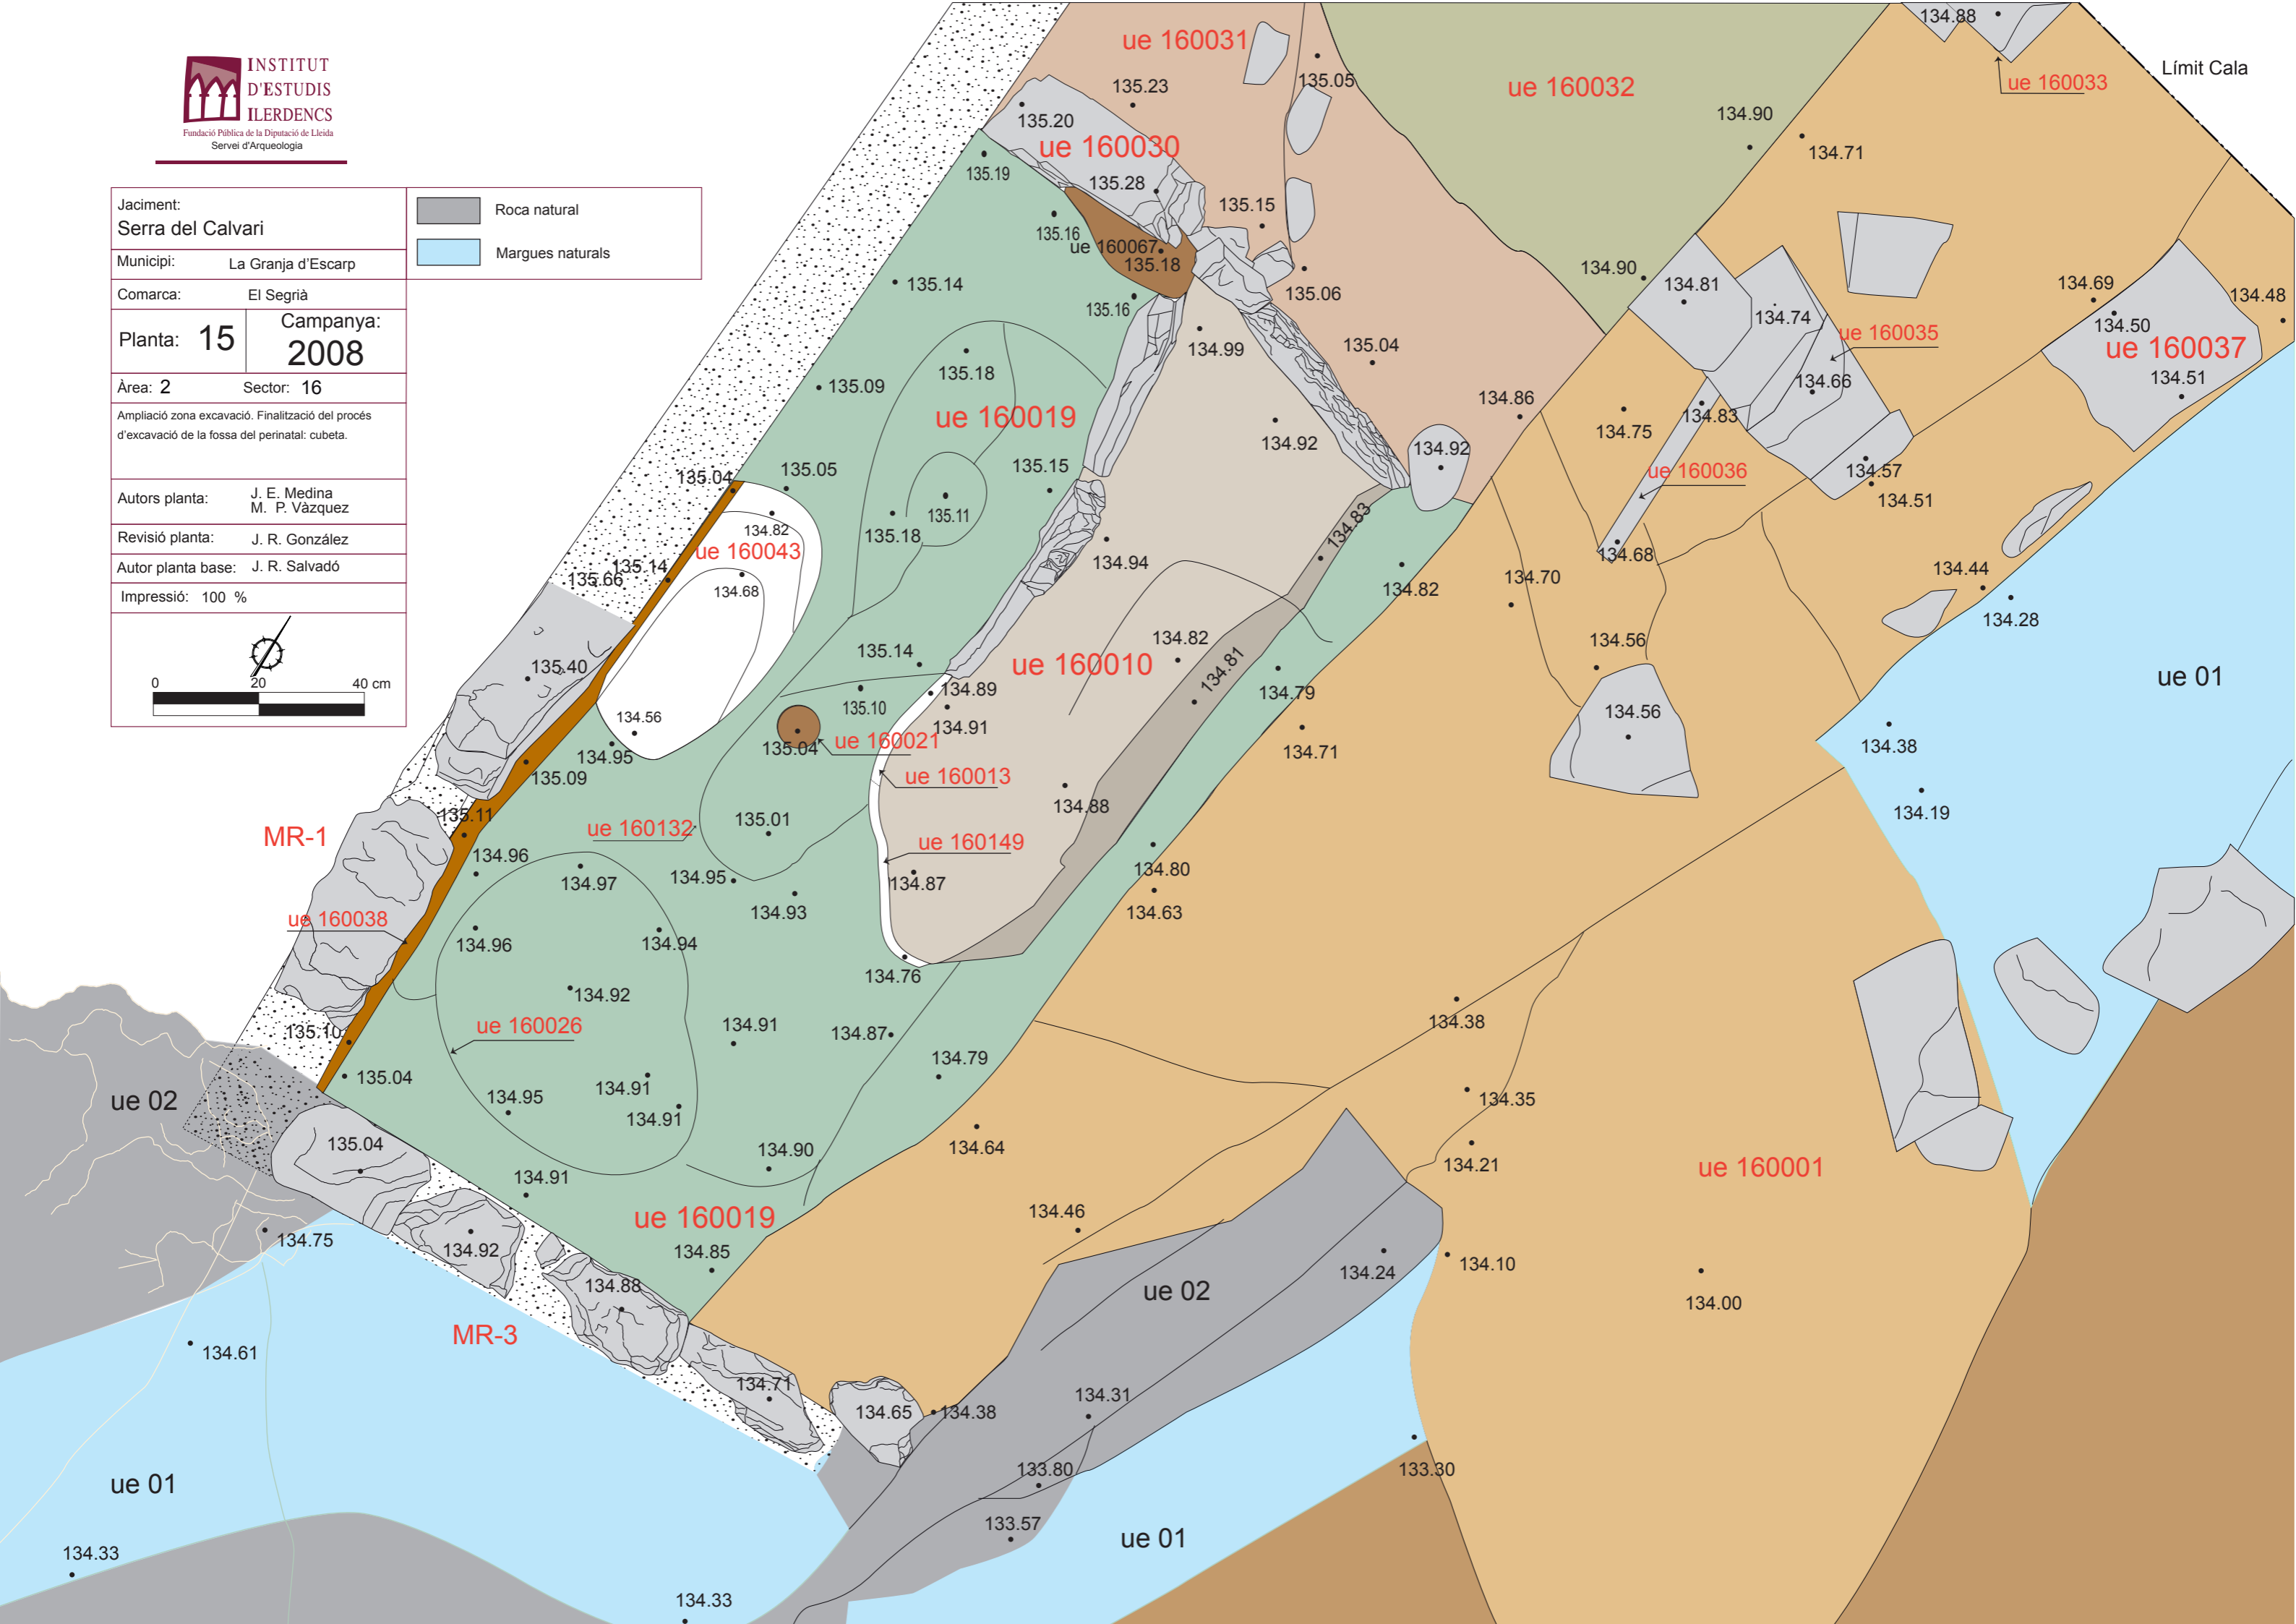 INSTITUT
D'ESTUDIS
ILERDENCS
Fundació Pública de la Diputació de Lleida
Servei d'Arqueologia
Jaciment:
Serra del Calvari
Municipi: La Granja d'Escarp
Comarca: El Segrià
Planta: 15 Campanya: 2008
Àrea: 2 Sector: 16
Ampliació zona excavació. Finalització del procés
d'excavació de la fossa del perinatal: cubeta.
Autors planta: J. E. Medina
M. P. Vàzquez
Revisió planta: J. R. González
Autor planta base: J. R. Salvadó
Impressió: 100 %
0 20 40 cm
Roca natural
Margues naturals
134.88
Límit Cala
ue 160031
ue 160033
135.05
135.23
ue 160032
135.20
134.90
ue 160030
134.71
135.19
135.28
135.15
135.16
ue 160067
135.18
134.90
135.14
134.81
134.69
134.48
135.06
135.16
134.74
134.50
ue 160035
134.99
135.04
ue 160037
135.18
134.66
134.51
135.09
134.86
ue 160019
134.83
134.75
134.92
134.92
135.04
135.05
135.15
ue 160036
134.57
134.51
135.11
134.82
134.83
135.18
ue 160043
134.68
134.94
135.14
135.66
134.44
134.70
134.68
134.82
134.28
134.82
134.56
135.14
ue 160010
135.40
134.81
ue 01
134.89
134.79
135.10
134.91
134.56
134.56
135.04
ue 160021
134.71
134.38
134.95
135.09
ue 160013
134.88
134.19
135.11
135.01
MR-1
ue 160132
ue 160149
134.96
134.80
134.97
134.95
134.87
134.93
134.63
ue 160038
134.96
134.94
134.76
134.92
134.38
ue 160026
134.91
134.87
135.10
134.79
135.04
134.91
134.95
134.35
ue 02
134.91
135.04
134.64
134.90
134.21
ue 160001
134.91
134.46
ue 160019
134.75
134.92
134.85
134.10
134.24
134.88
ue 02
134.00
MR-3
134.61
134.71
134.31
134.65
134.38
133.80
133.30
ue 01
133.57
ue 01
134.33
134.33